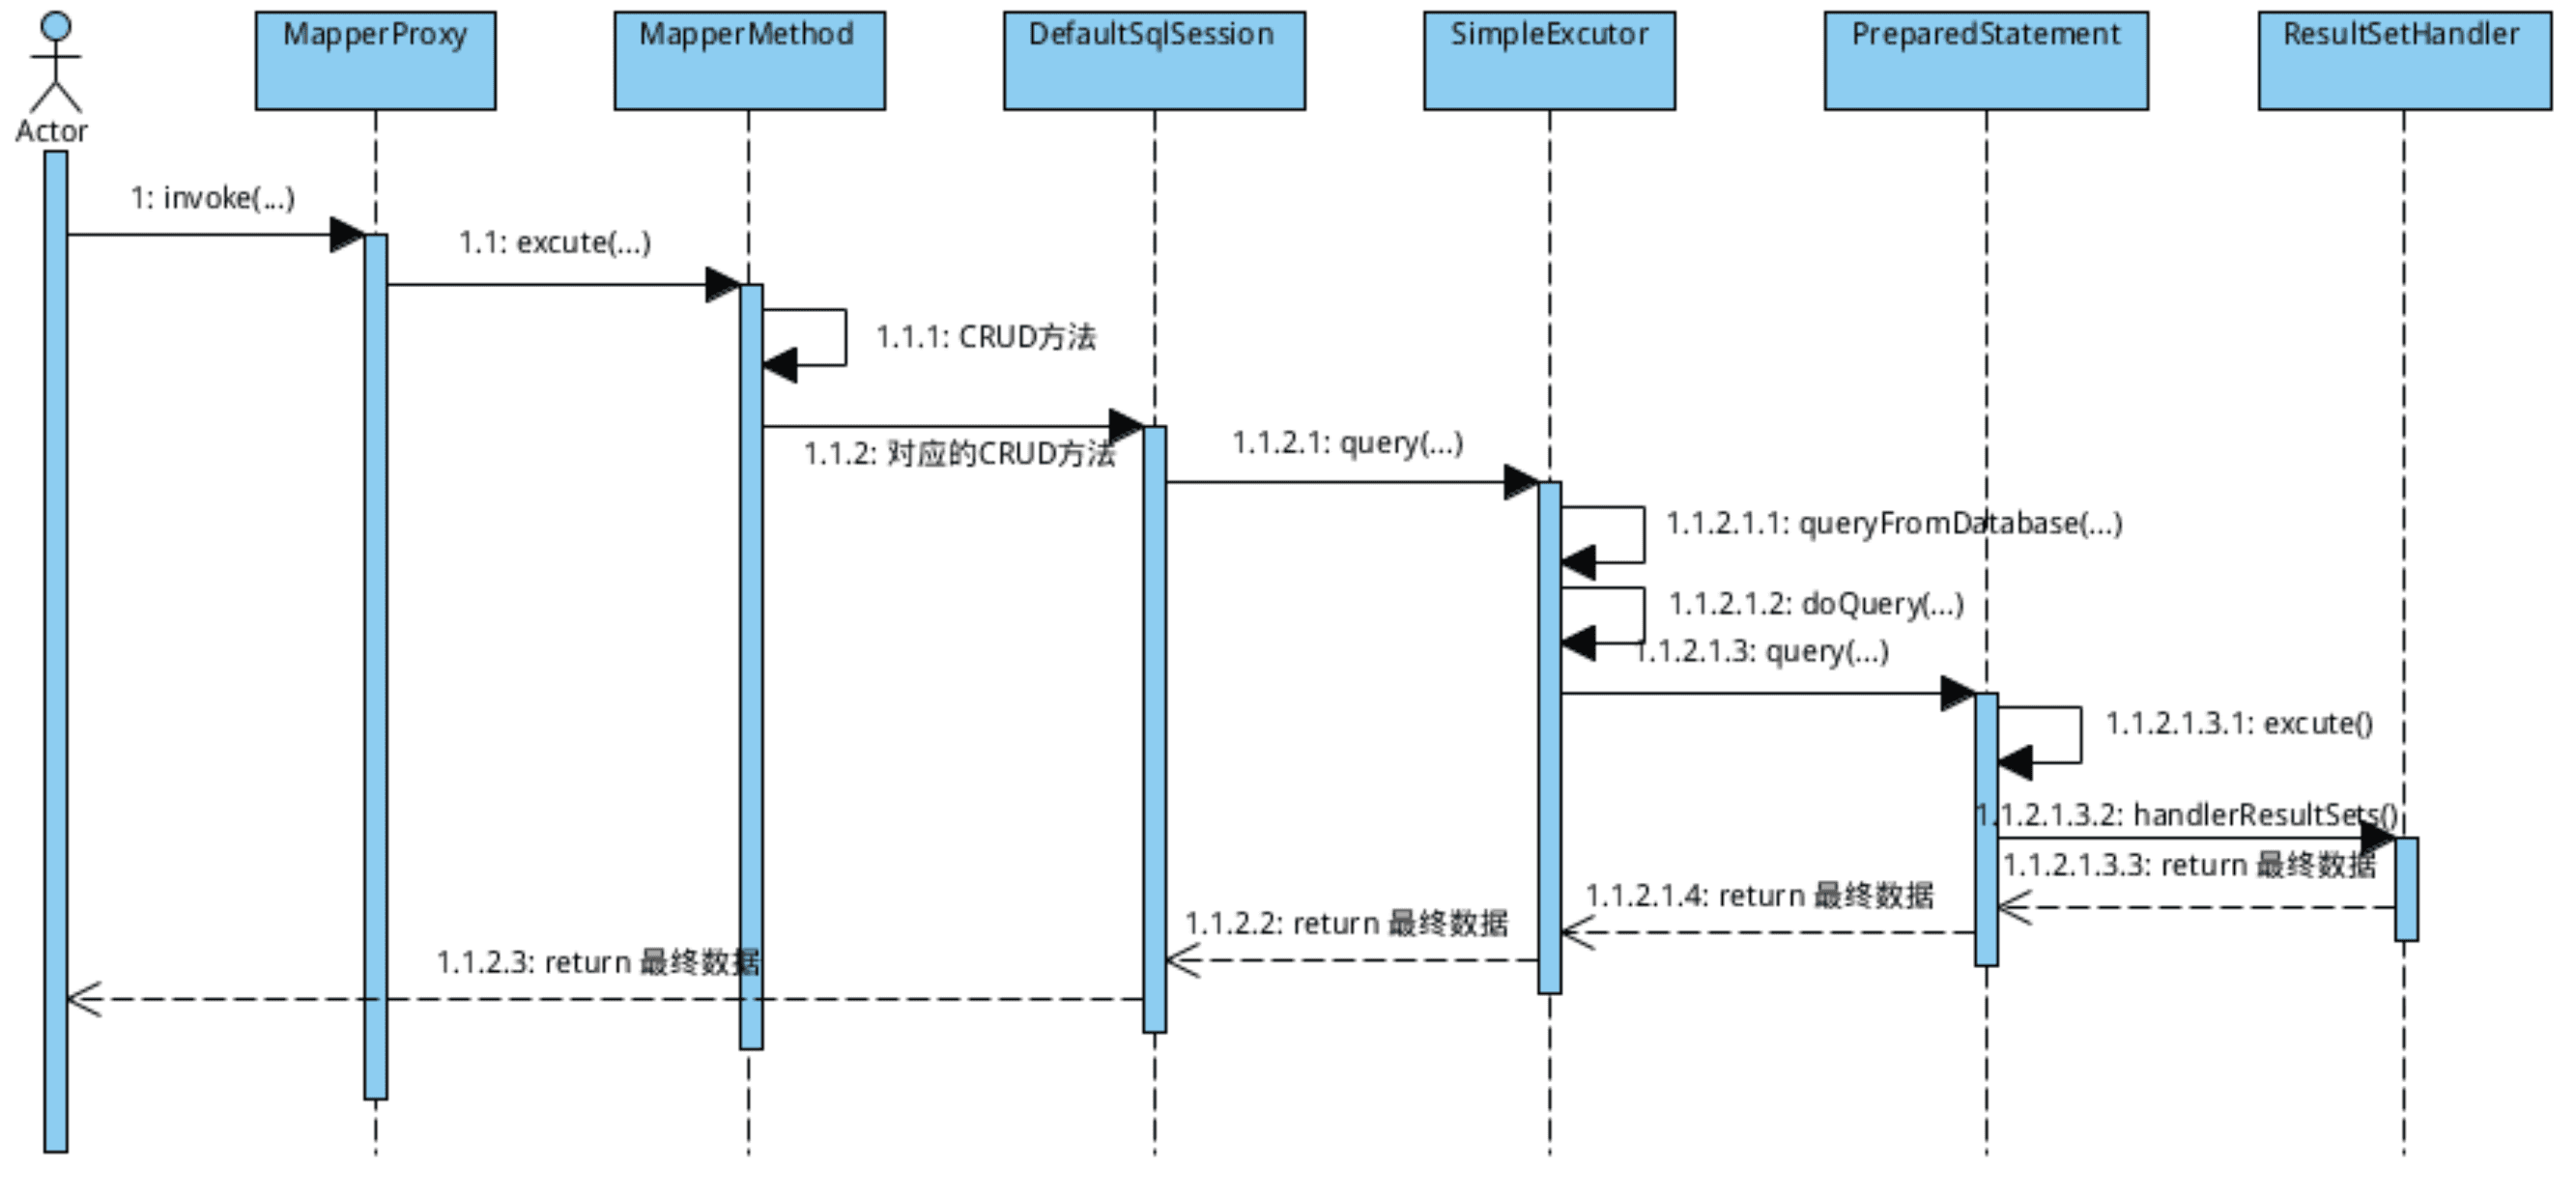 MapperProxy
MapperMethod
DefaultSqlSession
SimpleExcutor
PreparedStatement
ResultSetHandler
Actor
1: invoke(...)
1.1: excute(...)
1.1.1: CRUD方法
1.1.2: 对应的CRUD方法
1.1.2.1: query(...)
1.1.2.1.1: queryFromDatabase(...)
1.1.2.1.2: doQuery(...)
1.1.2.1.3: query(...)
1.1.2.1.3.1: excute()
1.1.2.1.3.2: handlerResultSets()
1.1.2.1.3.3: return 最终数据
1.1.2.1.4: return 最终数据
1.1.2.2: return 最终数据
1.1.2.3: return 最终数据